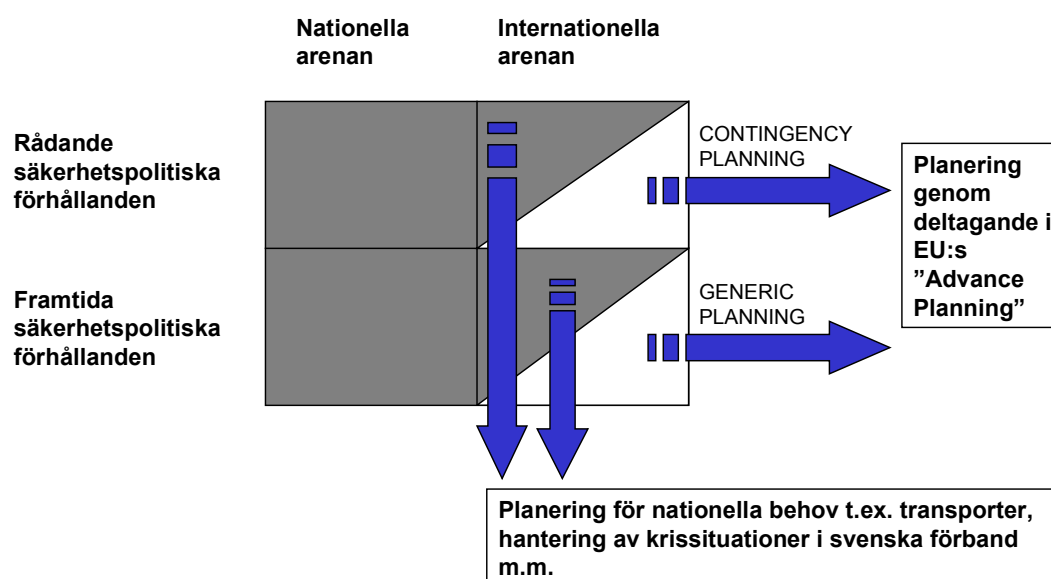 Nationella
arenan
Internationella
arenan
Rådande
säkerhetspolitiska
förhållanden
CONTINGENCY
PLANNING
Planering
genom
deltagande i
EU:s
”Advance
Planning”
Framtida
säkerhetspolitiska
förhållanden
GENERIC
PLANNING
Planering för nationella behov t.ex. transporter,
hantering av krissituationer i svenska förband
m.m.